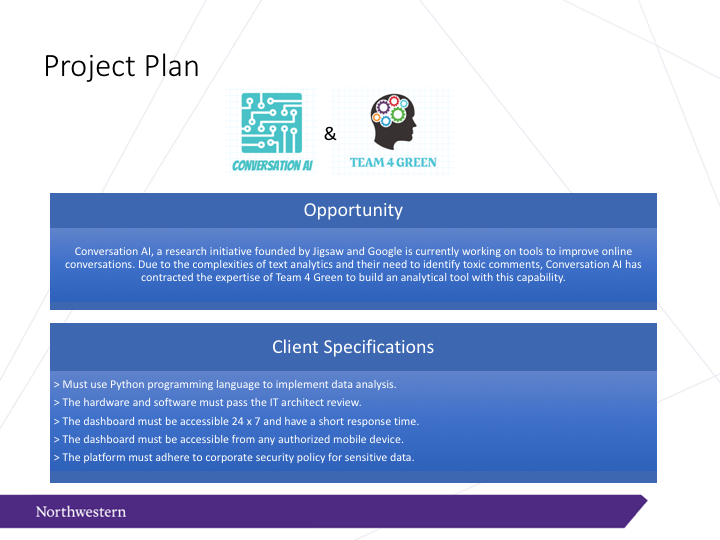 Project Plan
CONVERSATION AI
&
TEAM 4 GREEN
Opportunity
Conversation AI, a research initiative founded by Jigsaw and Google is currently working on tools to improve online
conversations. Due to the complexities of text analytics and their need to identify toxic comments, Conversation AI has
contracted the expertise of Team 4 Green to build an analytical tool with this capability.
Client Specifications
> Must use Python programming language to implement data analysis.
> The hardware and software must pass the IT architect review.
> The dashboard must be accessible 24 x 7 and have a short response time.
> The dashboard must be accessible from any authorized mobile device.
> The platform must adhere to corporate security policy for sensitive data.
Northwestern